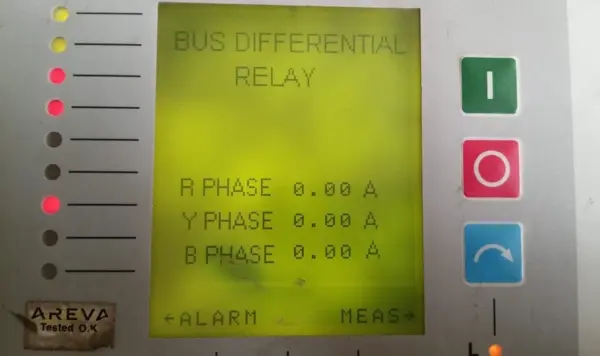 BUS DIFFERENTIAL
RELAY
R PHASE 0.00 A
Y PHASE 0.00 A
B PHASE 0.00 A
←ALARM MEAS→
AREVA
Tested O.K